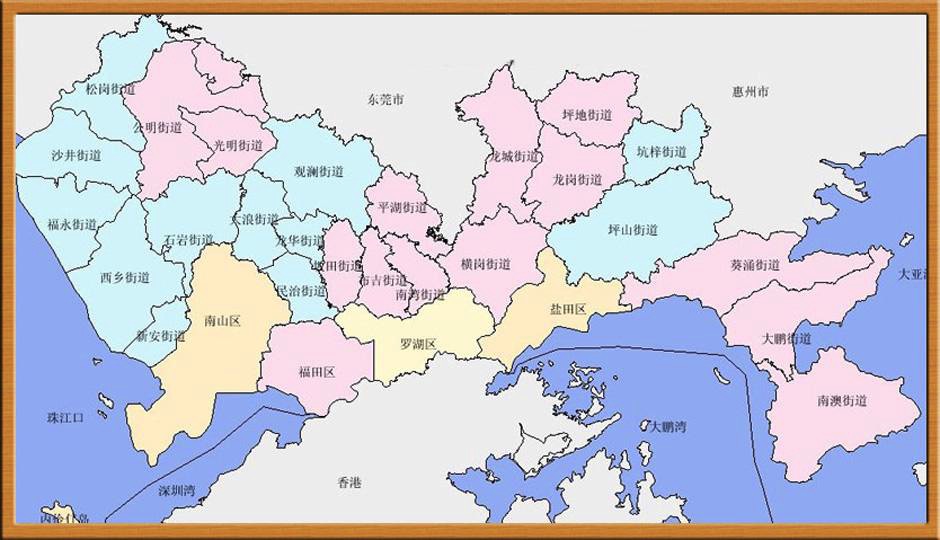 松岗街道
东莞市
惠州市
坪地街道
公明街道
光明街道
沙井街道
龙城街道
坑梓街道
观澜街道
龙岗街道
平湖街道
福永街道
大浪街道
坪山街道
石岩街道
龙华街道
坂田街道
横岗街道
葵涌街道
西乡街道
布吉街道
大亚湾
民治街道
南湾街道
盐田区
南山区
新安街道
罗湖区
大鹏街道
福田区
南澳街道
珠江口
大鹏湾
香港
深圳湾
内伶仃岛